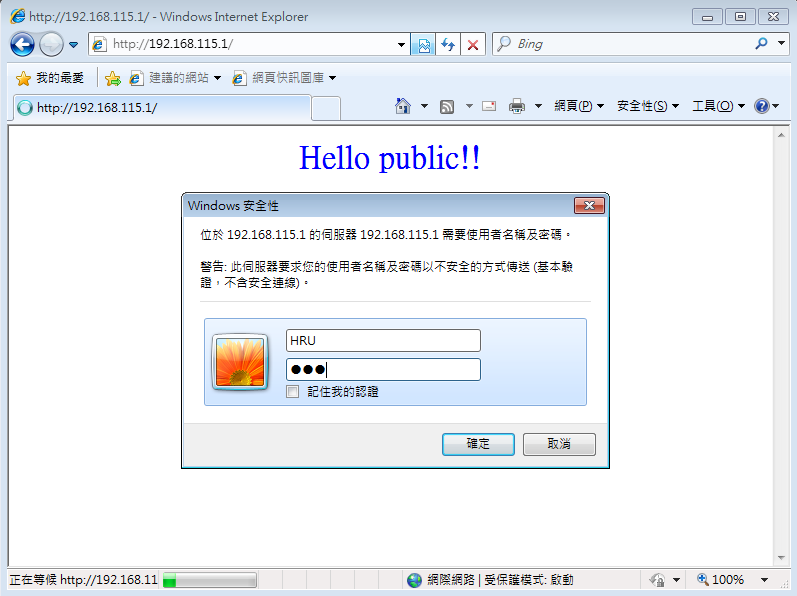 http://192.168.115.1/ - Windows Internet Explorer
http://192.168.115.1/
Bing
我的最愛
建議的網站
網頁快訊圖庫
http://192.168.115.1/
網頁(P)
安全性(S)
工具(O)
Hello public!!
Windows 安全性
位於 192.168.115.1 的伺服器 192.168.115.1 需要使用者名稱及密碼。
警告: 此伺服器要求您的使用者名稱及密碼以不安全的方式傳送 (基本驗
證，不含安全連線)。
HRU
●●●
記住我的認證
確定
取消
正在等候 http://192.168.11
網際網路 | 受保護模式: 啟動
100%